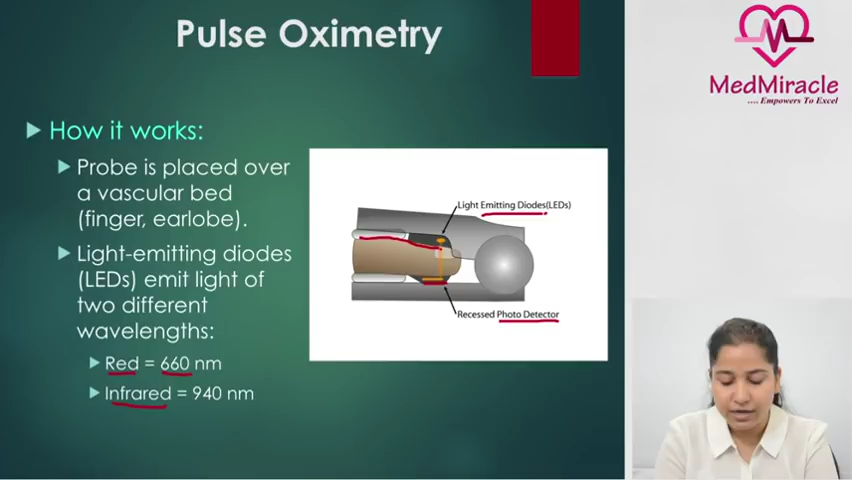 Pulse Oximetry
MedMiracle
.... Empowers To Excel
How it works:
Probe is placed over
a vascular bed
(finger, earlobe).
Light-emitting diodes
(LEDs) emit light of
two different
wavelengths:
Red = 660 nm
Infrared = 940 nm
Light Emitting Diodes(LEDs)
Recessed Photo Detector